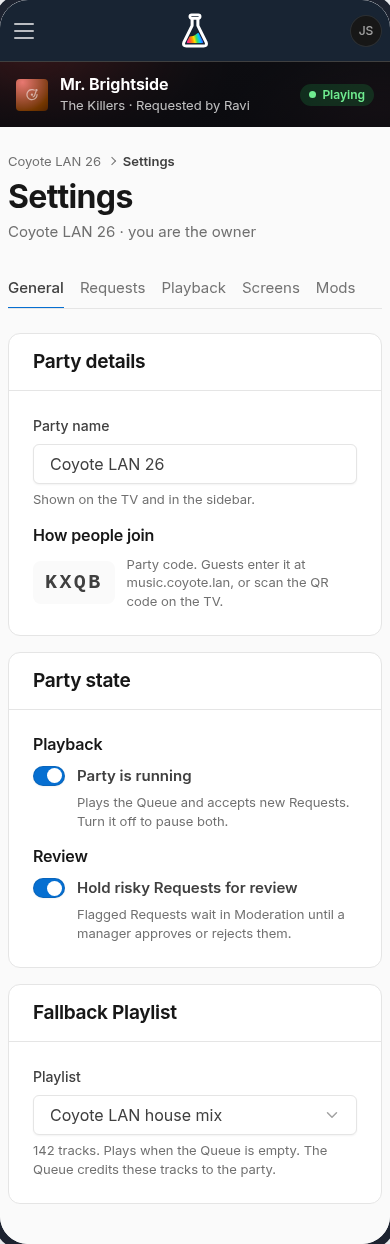 JS
Mr. Brightside
The Killers · Requested by Ravi
Playing
Coyote LAN 26 > Settings
Settings
Coyote LAN 26 · you are the owner
General Requests Playback Screens Mods
Party details
Party name
Coyote LAN 26
Shown on the TV and in the sidebar.
How people join
KXQB
Party code. Guests enter it at
music.coyote.lan, or scan the QR
code on the TV.
Party state
Playback
Party is running
Plays the Queue and accepts new Requests.
Turn it off to pause both.
Review
Hold risky Requests for review
Flagged Requests wait in Moderation until a
manager approves or rejects them.
Fallback Playlist
Playlist
Coyote LAN house mix
142 tracks. Plays when the Queue is empty. The
Queue credits these tracks to the party.